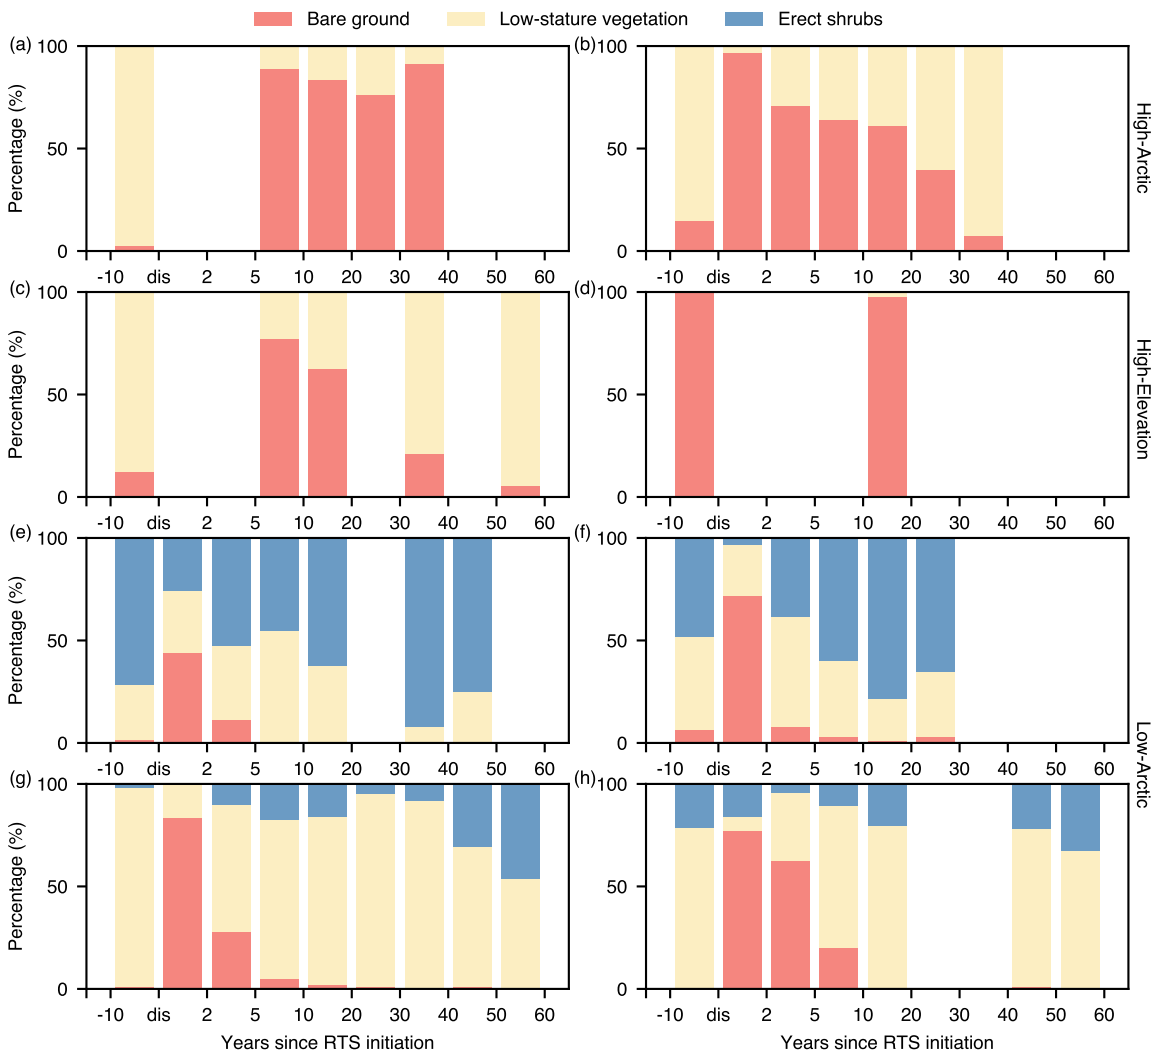 Bare ground Low-stature vegetation Erect shrubs
(a) 100 (b) 100
50 50
0 0
Percentage (%)
High-Arctic
-10 dis 2 5 10 20 30 40 50 60 -10 dis 2 5 10 20 30 40 50 60
(c) 100 (d) 100
50 50
0 0
Percentage (%)
High-Elevation
-10 dis 2 5 10 20 30 40 50 60 -10 dis 2 5 10 20 30 40 50 60
(e) 100 (f) 100
50 50
0 0
Percentage (%)
Low-Arctic
-10 dis 2 5 10 20 30 40 50 60 -10 dis 2 5 10 20 30 40 50 60
(g) 100 (h) 100
50 50
0 0
Percentage (%)
-10 dis 2 5 10 20 30 40 50 60 -10 dis 2 5 10 20 30 40 50 60
Years since RTS initiation Years since RTS initiation